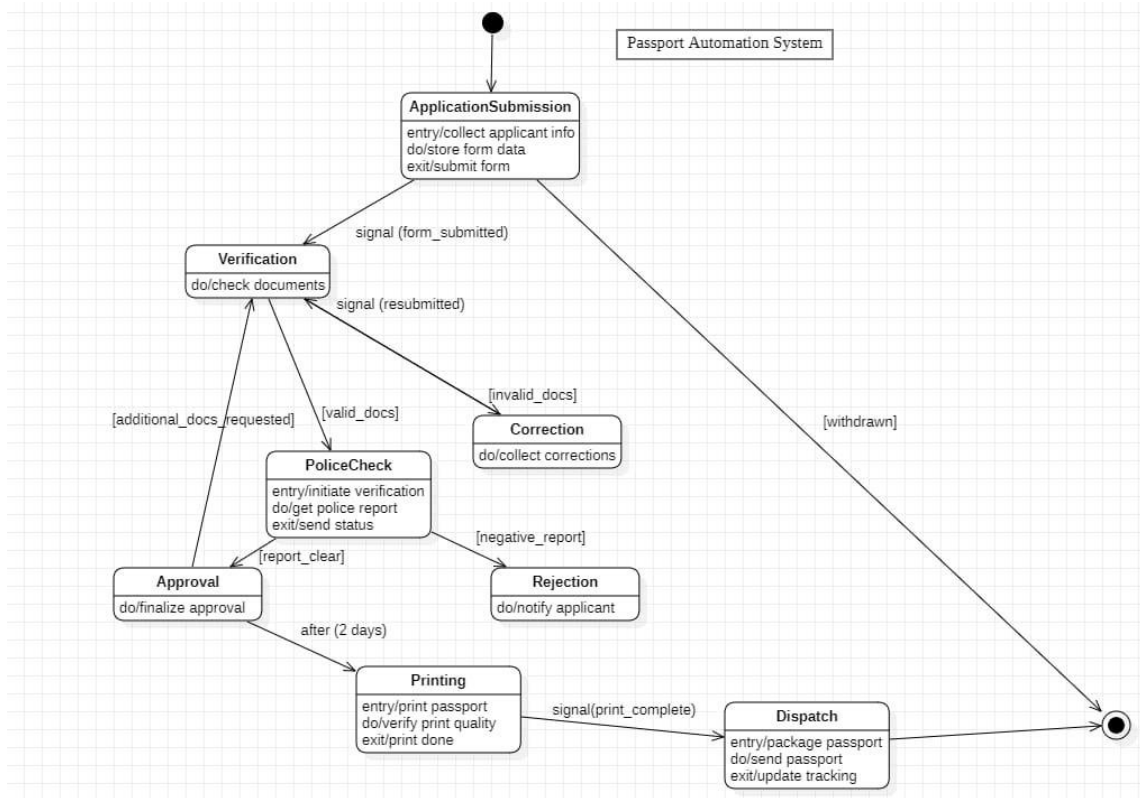 Passport Automation System
ApplicationSubmission
entry/collect applicant info
do/store form data
exit/submit form
signal (form_submitted)
Verification
do/check documents
signal (resubmitted)
[invalid_docs]
[additional_docs_requested]
[valid_docs]
[withdrawn]
Correction
do/collect corrections
PoliceCheck
entry/initiate verification
do/get police report
exit/send status
[negative_report]
[report_clear]
Approval
do/finalize approval
Rejection
do/notify applicant
after (2 days)
Printing
entry/print passport
do/verify print quality
exit/print done
signal(print_complete)
Dispatch
entry/package passport
do/send passport
exit/update tracking